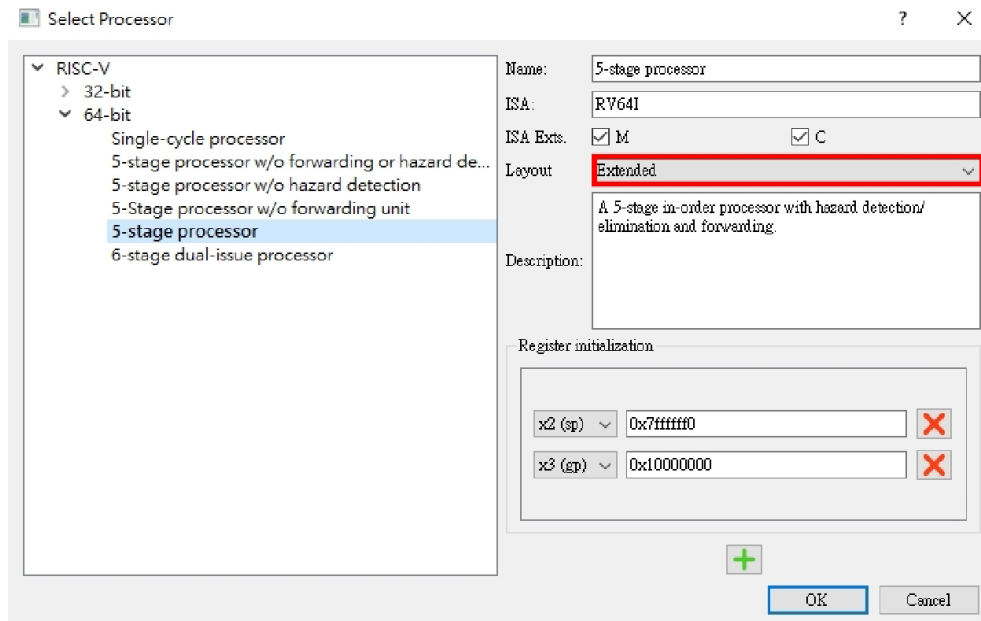 Select Processor
?
RISC-V
32-bit
64-bit
Single-cycle processor
5-stage processor w/o forwarding or hazard de...
5-stage processor w/o hazard detection
5-Stage processor w/o forwarding unit
5-stage processor
6-stage dual-issue processor
Name: 5-stage processor
ISA: RV64I
ISA Exts. M C
Layout Extended
Description: A 5-stage in-order processor with hazard detection/
elimination and forwarding.
Register initialization
x2 (sp) 0x7ffffff0
x3 (gp) 0x10000000
OK Cancel